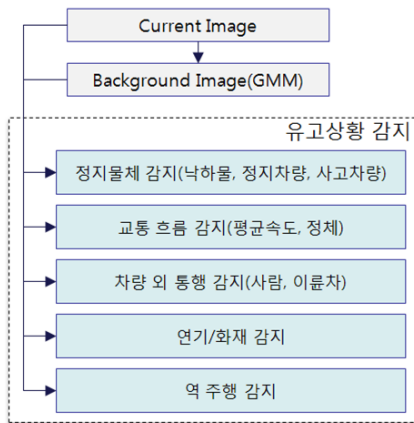 Current Image
Background Image(GMM)
유고상황 감지
정지물체 감지(낙하물, 정지차량, 사고차량)
교통 흐름 감지(평균속도, 정체)
차량 외 통행 감지(사람, 이륜차)
연기/화재 감지
역 주행 감지